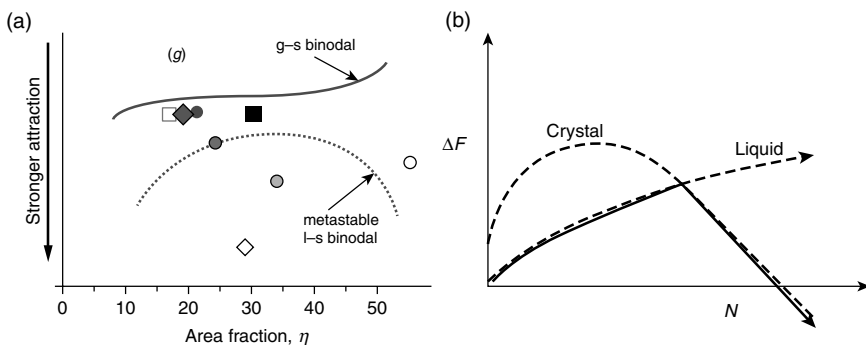 (a)
(g)
g–s binodal
Stronger attraction
metastable
l–s binodal
0 10 20 30 40 50
Area fraction, η
(b)
ΔF
Crystal
Liquid
N